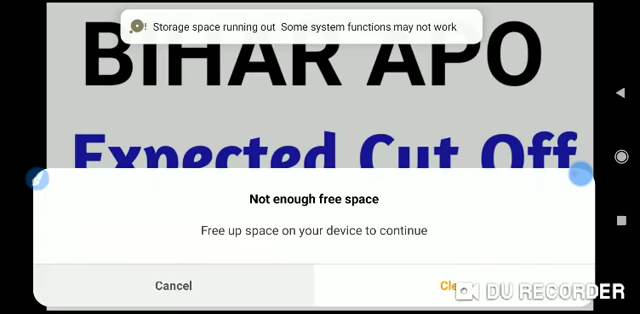 Storage space running out Some system functions may not work
BIHAR APO
Expected Cut Off
Not enough free space
Free up space on your device to continue
Cancel
DU RECORDER